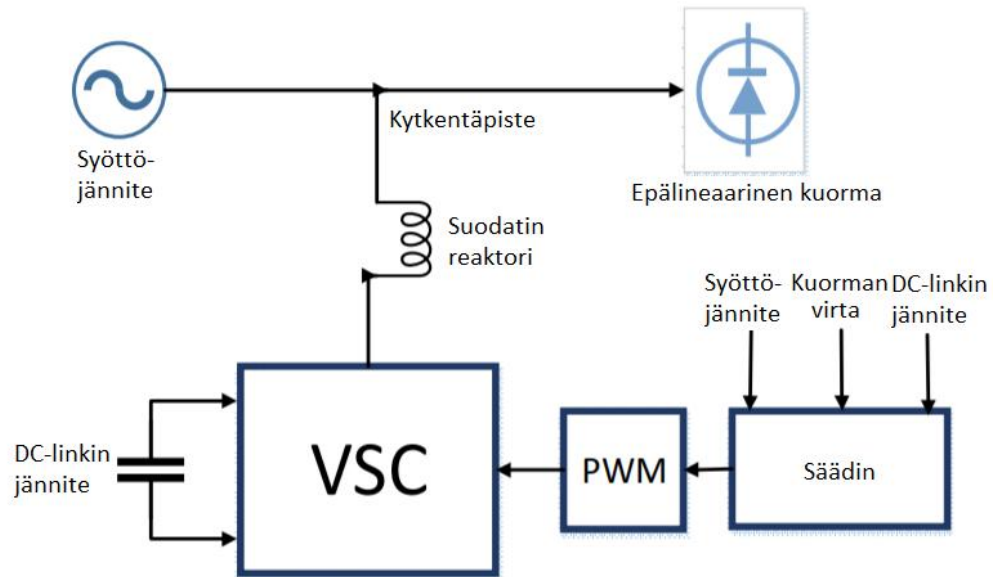 Syöttö-
jännite
Kytkentäpiste
Epälineaarinen kuorma
Suodatin
reaktori
Syöttö-
jännite
Kuorman
virta
DC-linkin
jännite
DC-linkin
jännite
VSC
PWM
Säädin